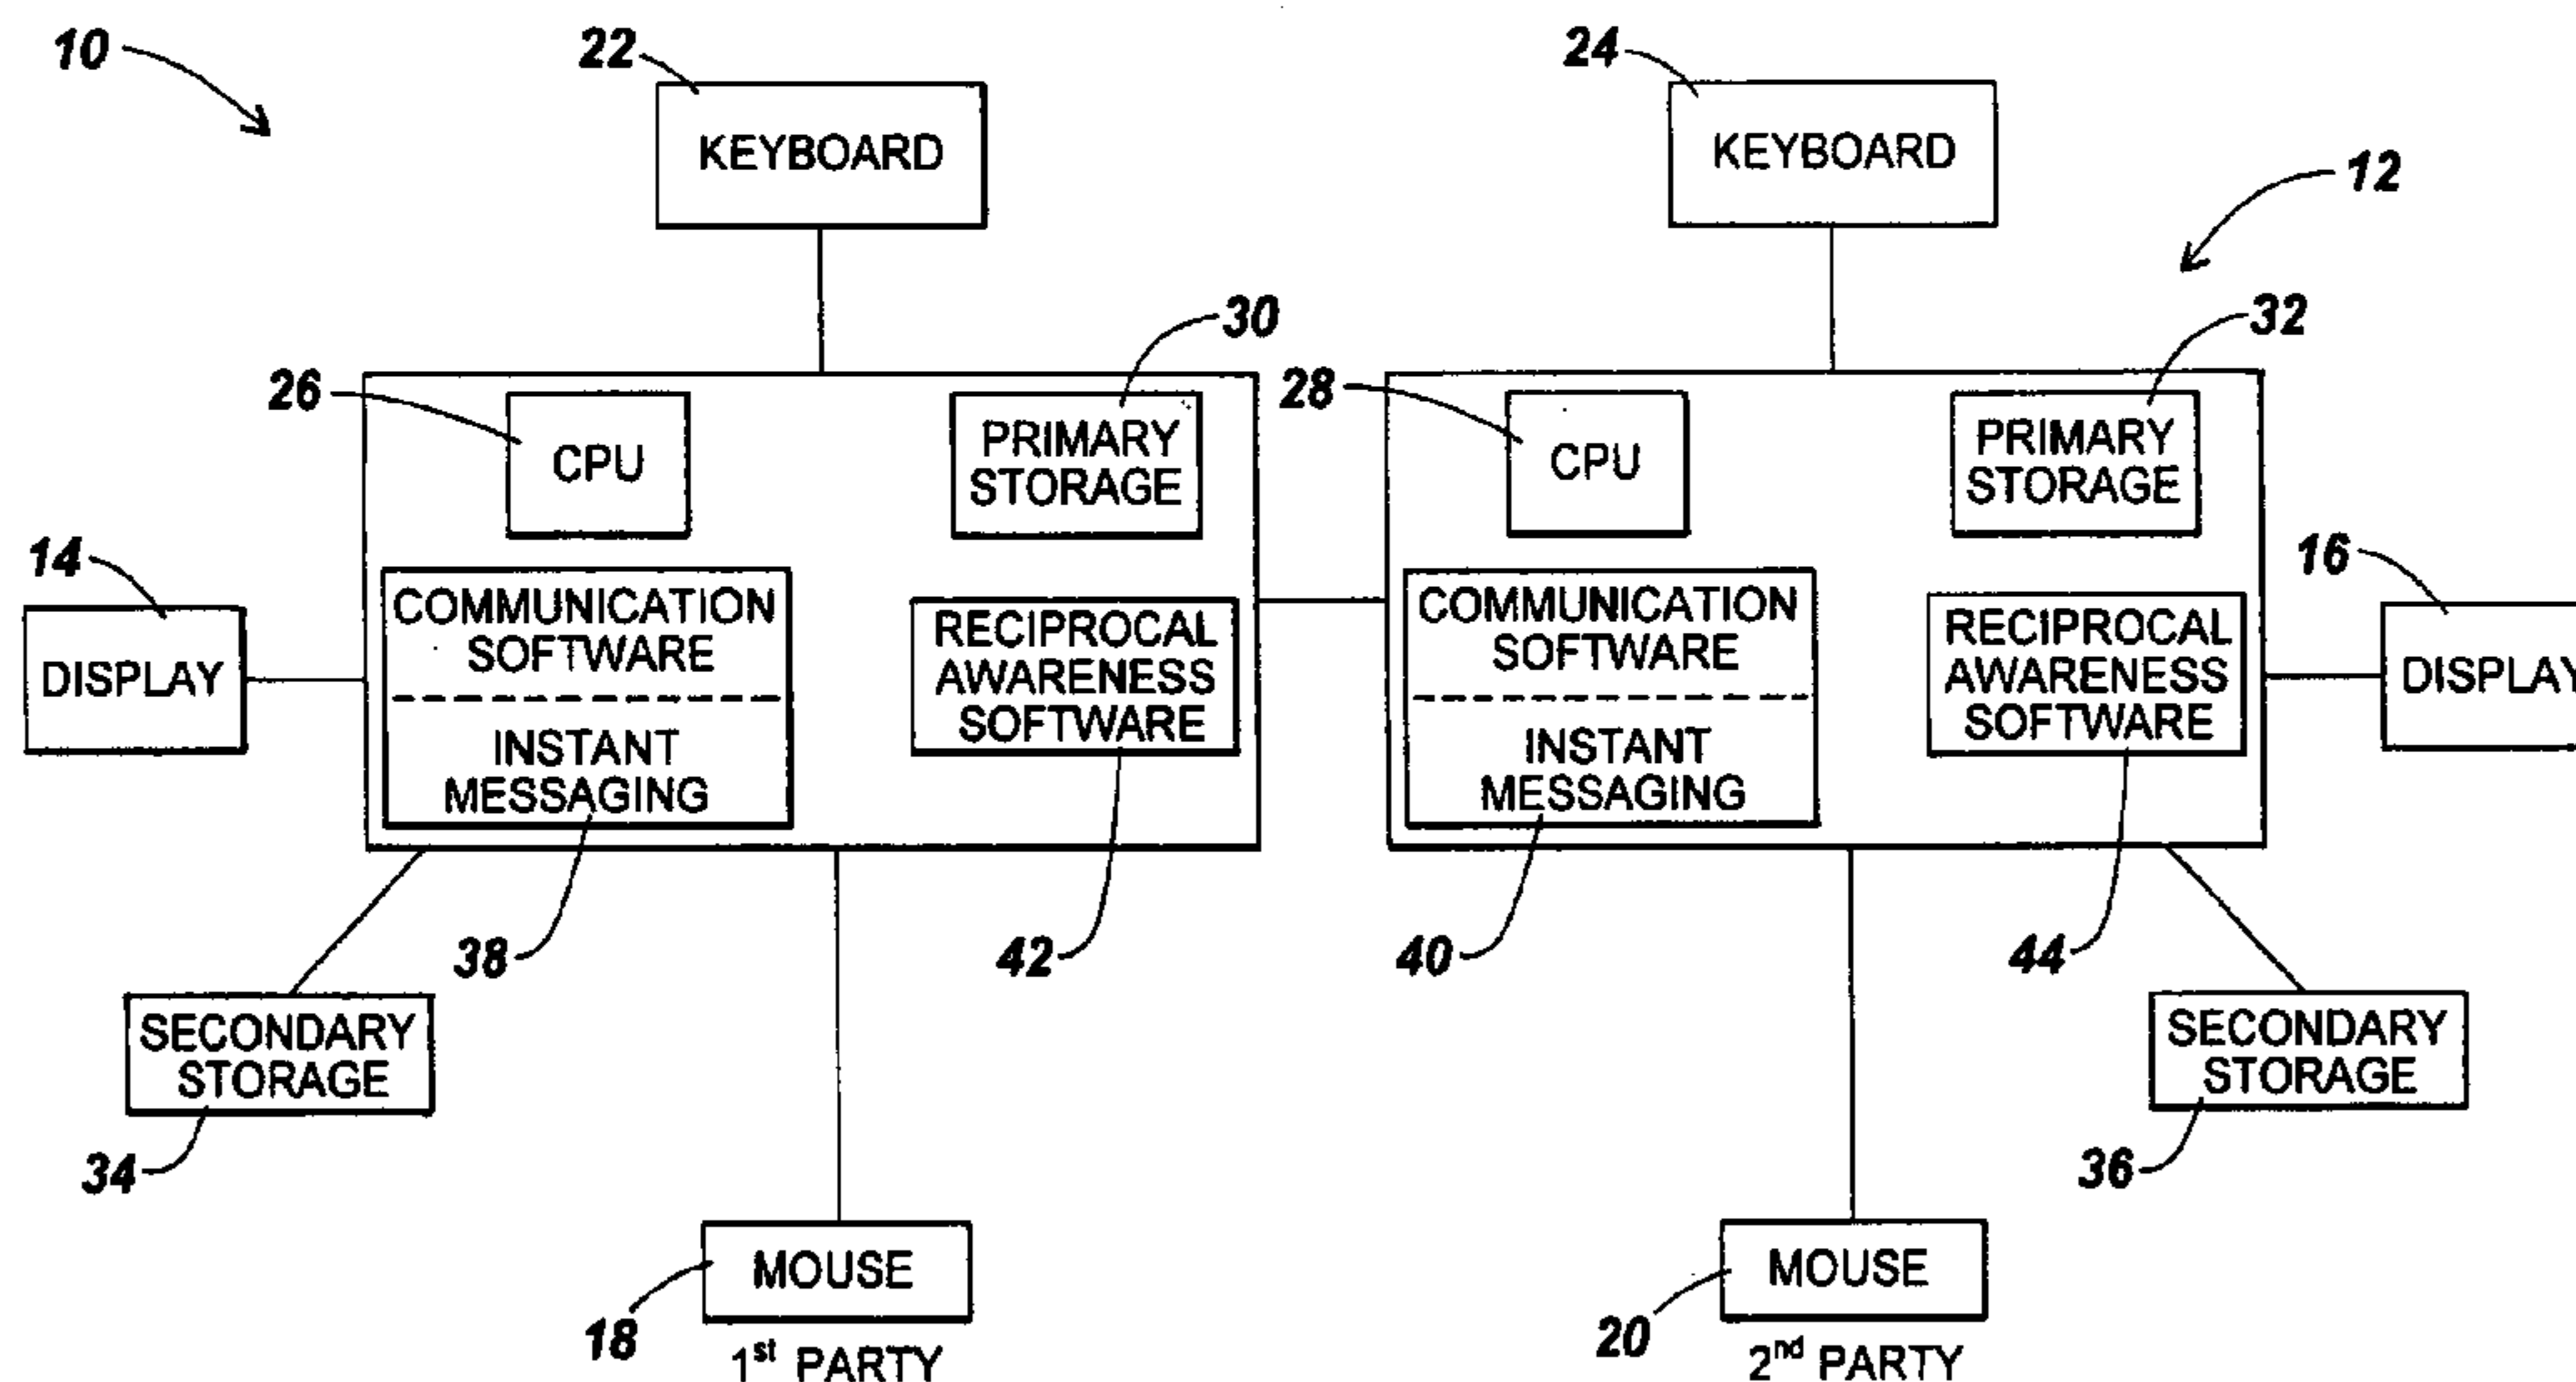 10
22
KEYBOARD
24
KEYBOARD
12
26
CPU
30
PRIMARY
STORAGE
28
CPU
32
PRIMARY
STORAGE
14
DISPLAY
COMMUNICATION
SOFTWARE
INSTANT
MESSAGING
RECIPROCAL
AWARENESS
SOFTWARE
COMMUNICATION
SOFTWARE
INSTANT
MESSAGING
RECIPROCAL
AWARENESS
SOFTWARE
16
DISPLAY
38
42
40
44
SECONDARY
STORAGE
34
SECONDARY
STORAGE
36
18
MOUSE
1st PARTY
20
MOUSE
2nd PARTY